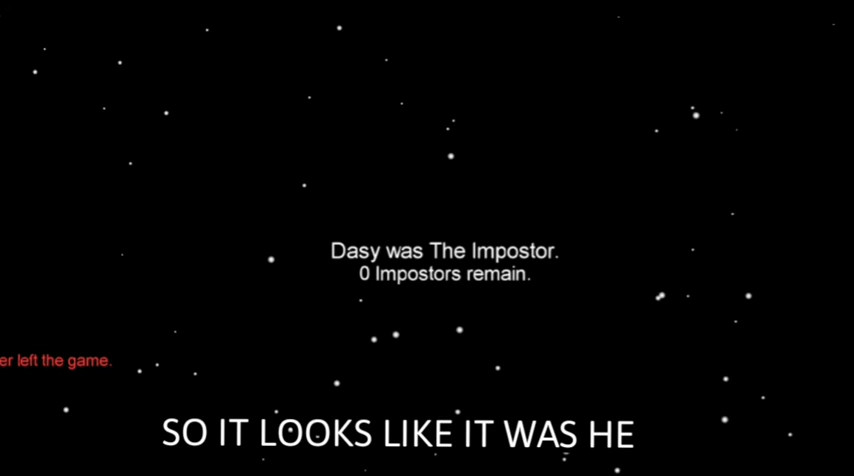 Dasy was The Impostor.
0 Impostors remain.
er left the game.
SO IT LOOKS LIKE IT WAS HE